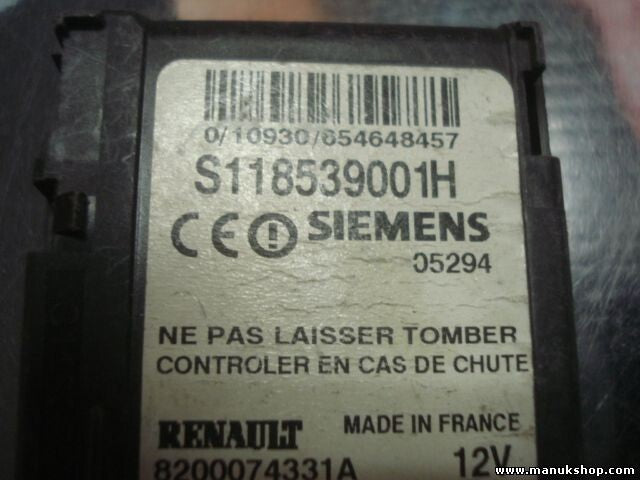 0/10930/654648457
S118539001H
CE SIEMENS
05294
NE PAS LAISSER TOMBER
CONTROLER EN CAS DE CHUTE
RENAULT MADE IN FRANCE
8200074331A 12V
www.manukshop.com